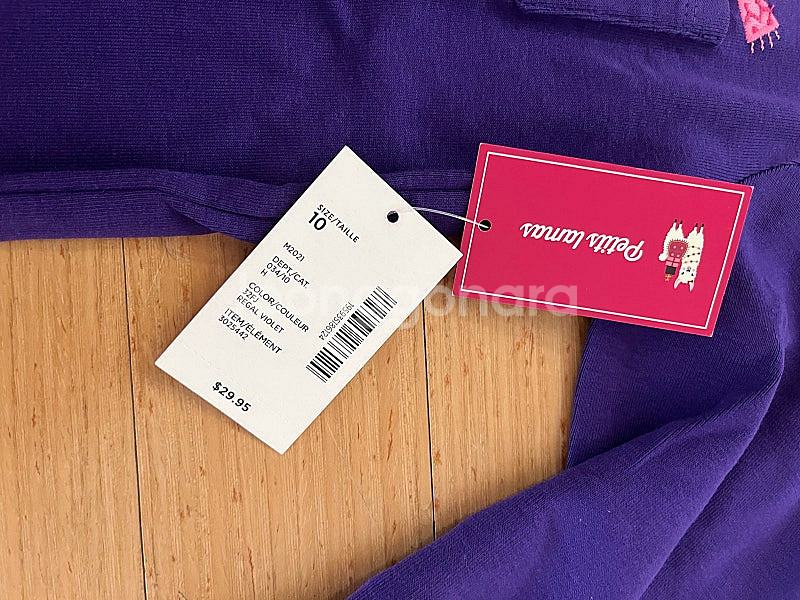 SIZE/TAILLE
10
M2021
DEPT/CAT.
034/10
H
COLOR/COULEUR
32FJ
REGAL VIOLET
ITEM/ÉLÉMENT
3025442
$29.95
Petits lamas